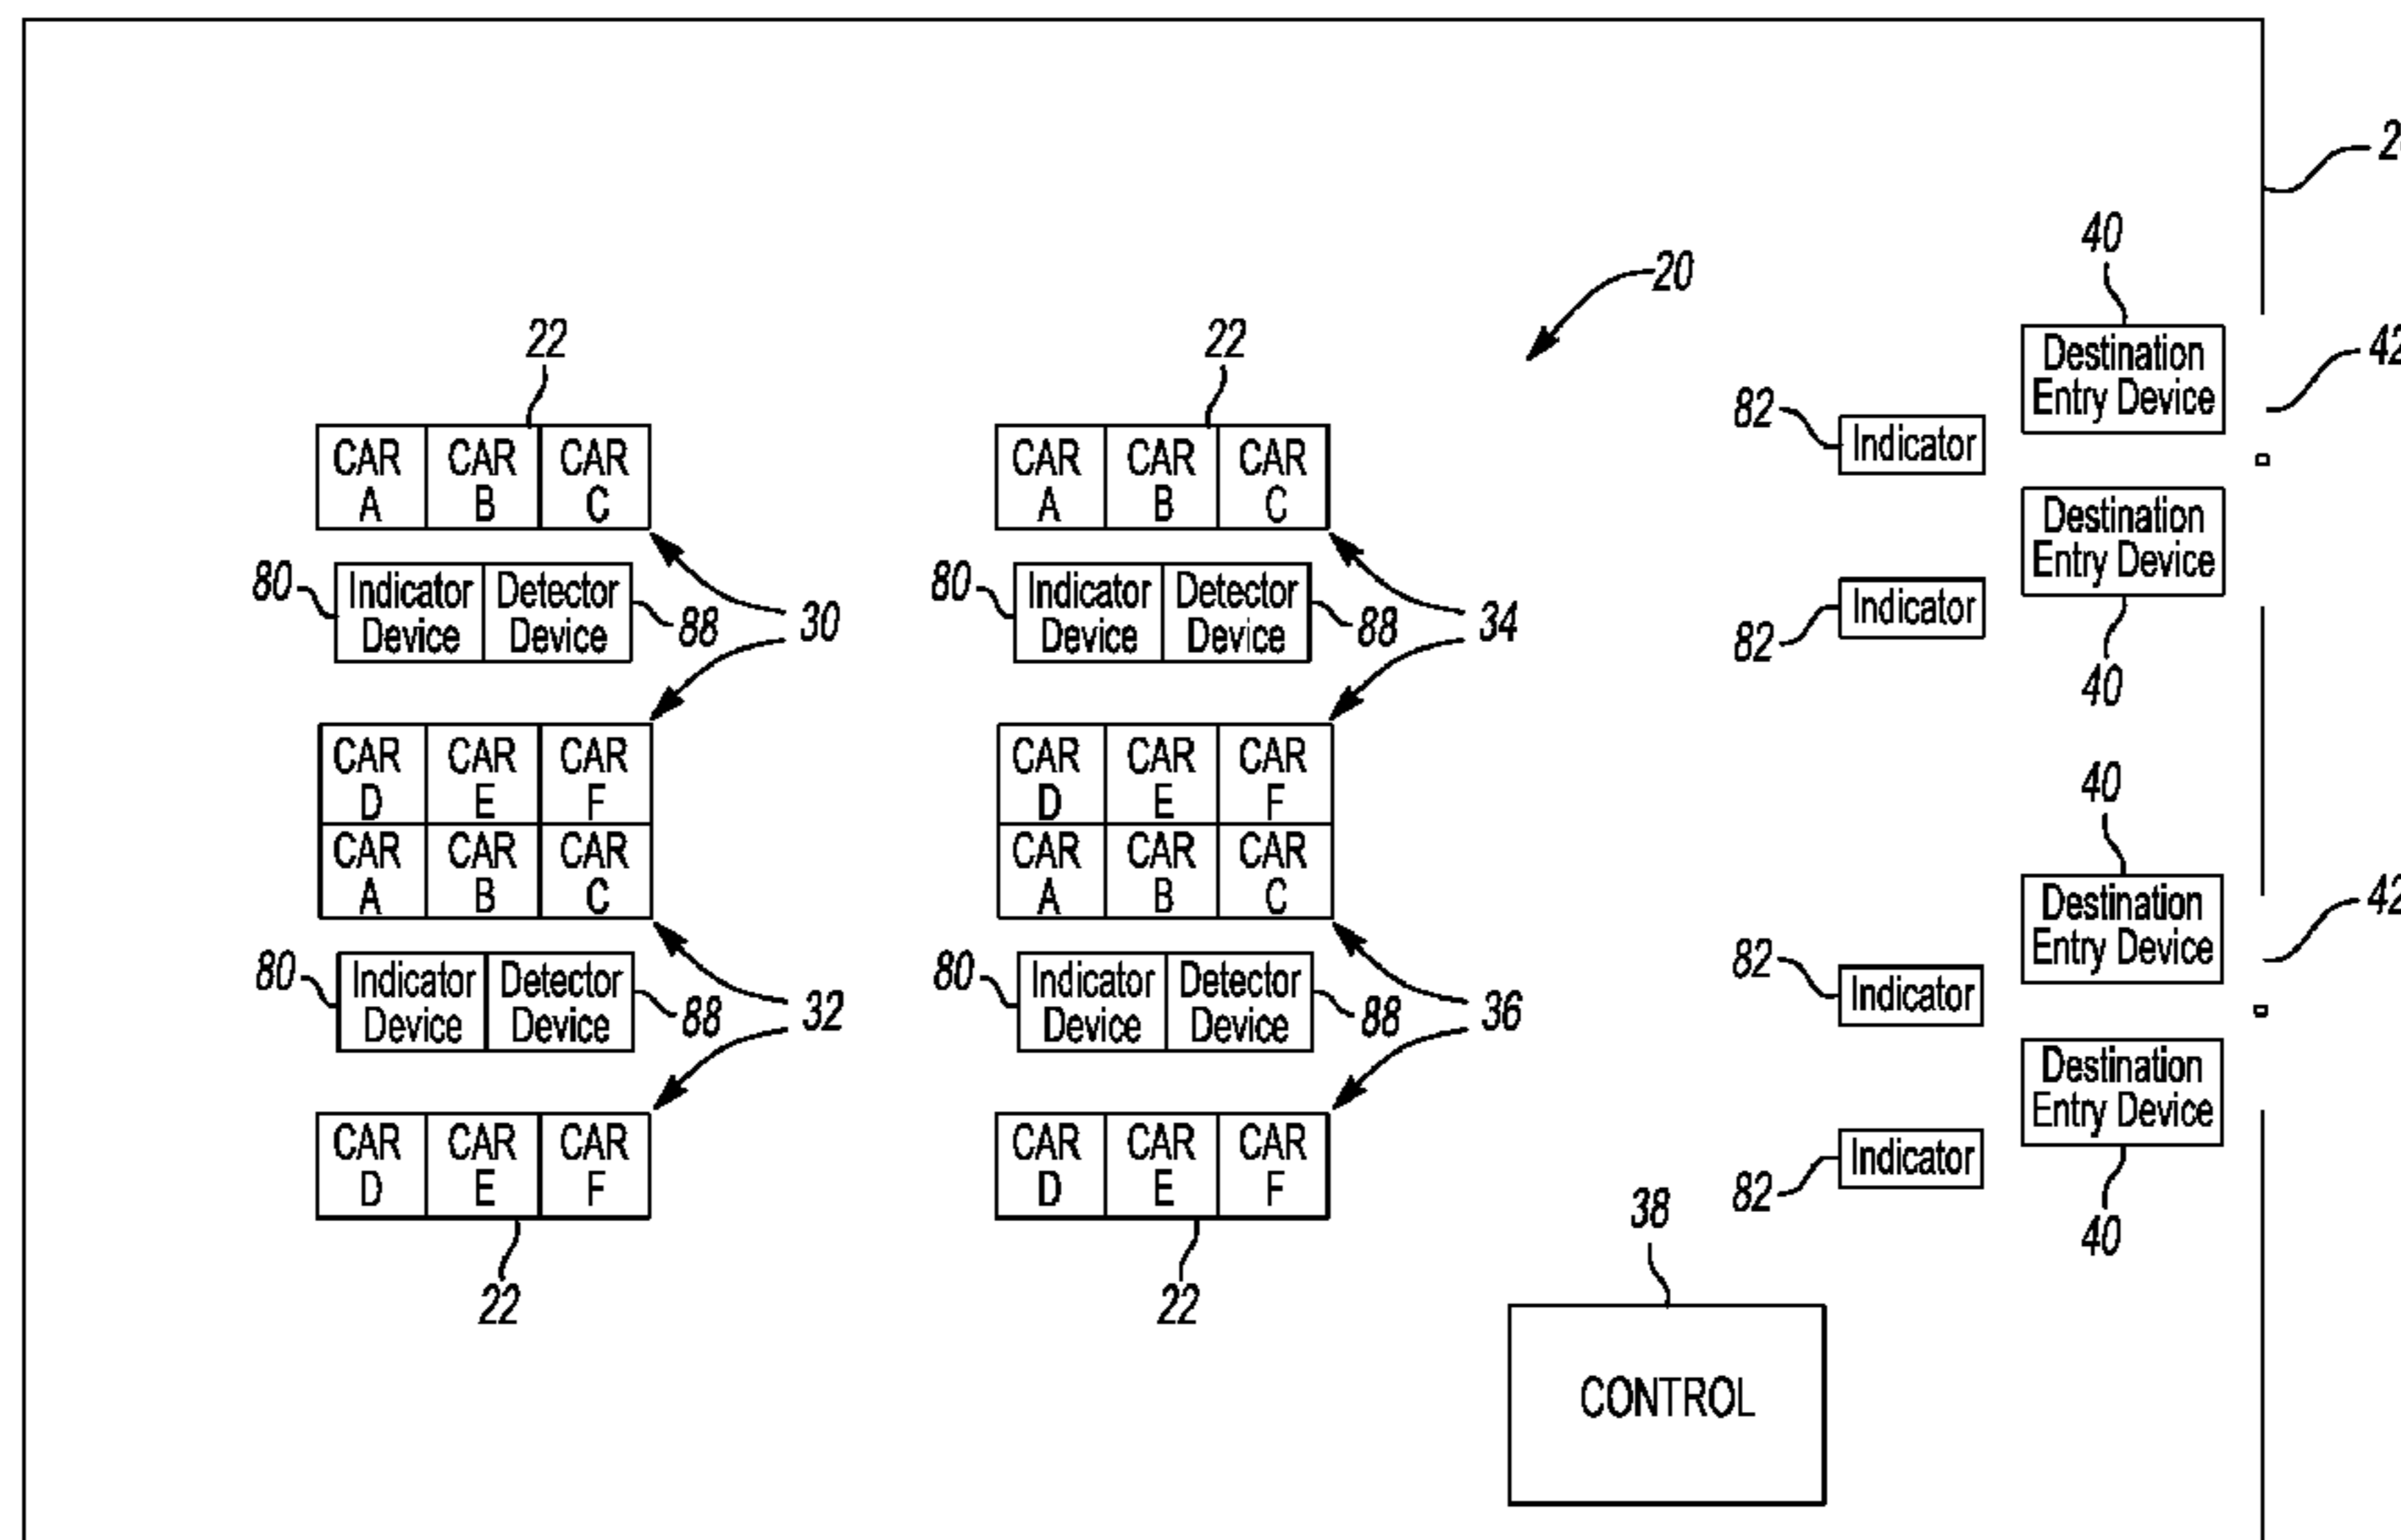 20
40
22
22
42
82
Destination
Entry Device
CAR A
CAR B
CAR C
CAR A
CAR B
CAR C
Indicator
Destination
Entry Device
80
Indicator
Device
Detector
Device
88
30
80
Indicator
Device
Detector
Device
88
34
82
Indicator
40
CAR D
CAR E
CAR F
CAR D
CAR E
CAR F
40
CAR A
CAR B
CAR C
CAR A
CAR B
CAR C
Destination
Entry Device
42
80
Indicator
Device
Detector
Device
88
32
80
Indicator
Device
Detector
Device
88
36
82
Indicator
Destination
Entry Device
CAR D
CAR E
CAR F
CAR D
CAR E
CAR F
82
Indicator
40
22
22
38
CONTROL